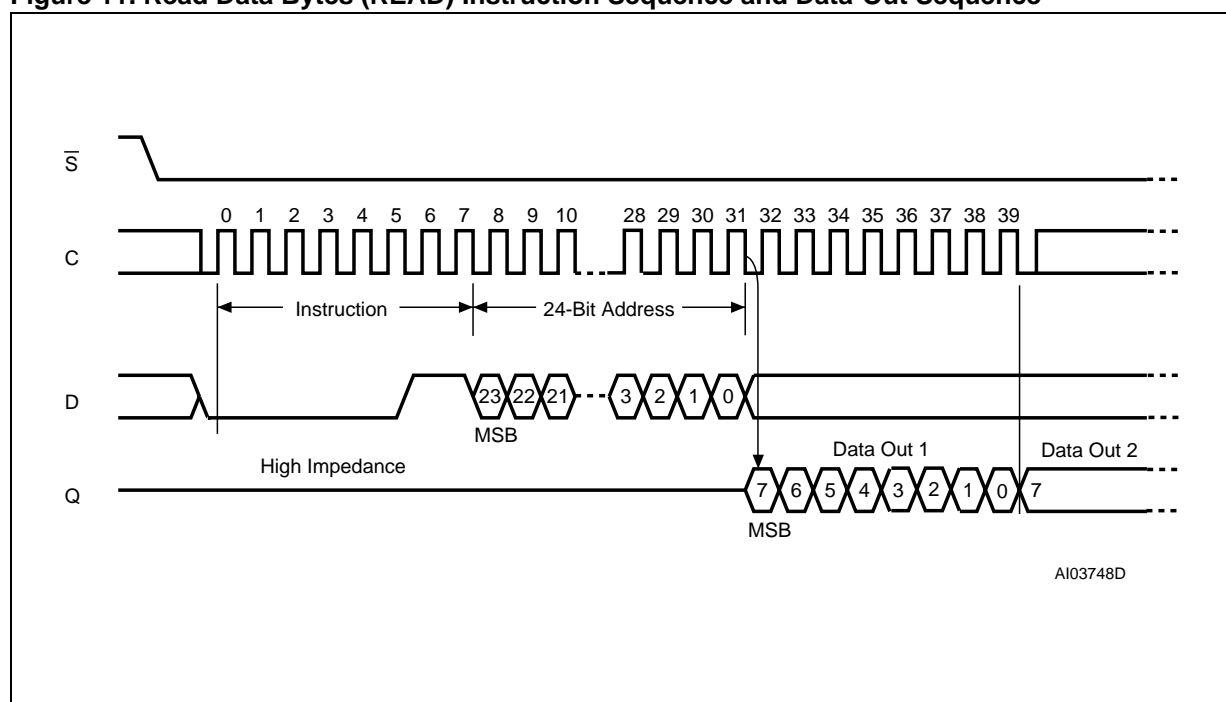 Figure 11. Read Data Bytes (READ) Instruction Sequence and Data-Out Sequence
S
0 1 2 3 4 5 6 7 8 9 10 28 29 30 31 32 33 34 35 36 37 38 39
C
Instruction 24-Bit Address
D 23 22 21 3 2 1 0
MSB
High Impedance Data Out 1 Data Out 2
Q 7 6 5 4 3 2 1 0 7
MSB
AI03748D